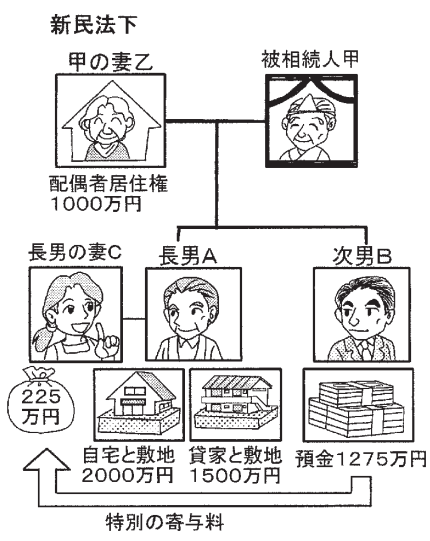 新民法下
甲の妻乙
被相続人甲
配偶者居住権
1000万円
長男の妻C
長男A
次男B
225
万円
自宅と敷地
2000万円
貸家と敷地
1500万円
預金1275万円
特別の寄与料